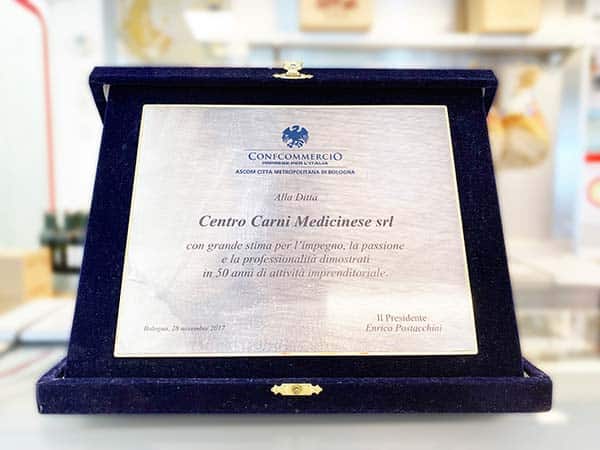 CONFCOMMERCIO
IMPRESE PER L'ITALIA
ASCOM CITTÀ METROPOLITANA DI BOLOGNA
Alla Ditta
Centro Carni Medicinese srl
con grande stima per l'impegno, la passione
e la professionalità dimostrati
in 50 anni di attività imprenditoriale.
Il Presidente
Bologna, 28 novembre 2017
Enrico Postacchini